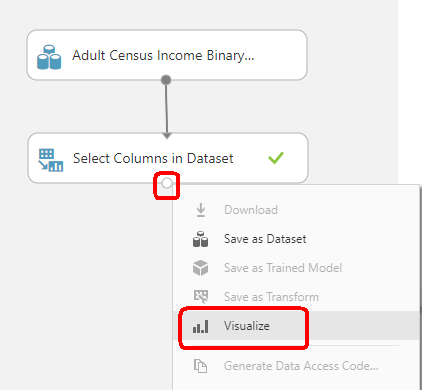 Adult Census Income Binary...
Select Columns in Dataset
Download
Save as Dataset
Save as Trained Model
Save as Transform
Visualize
Generate Data Access Code...